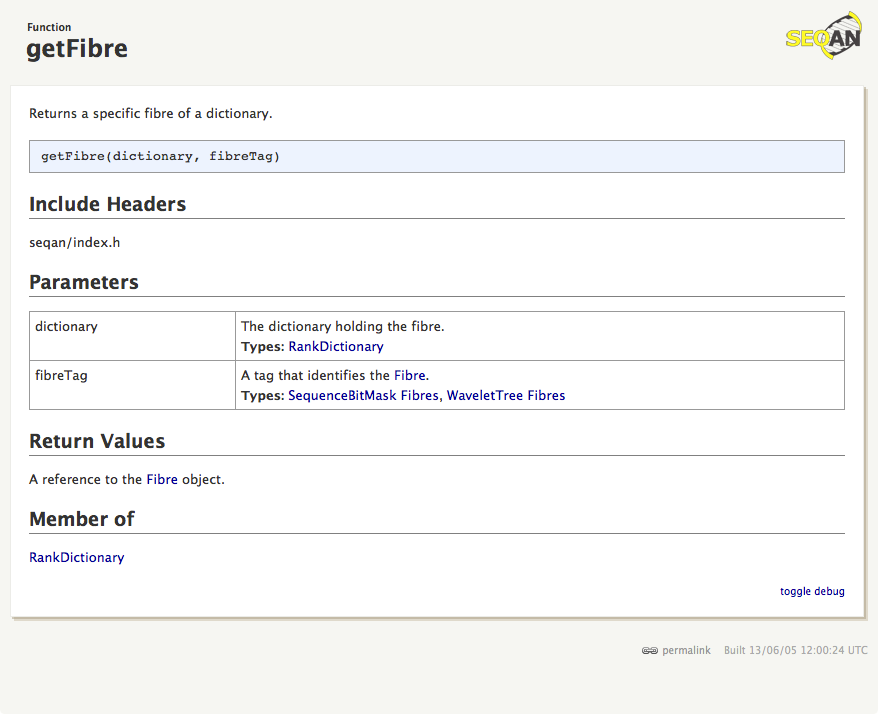 Function
getFibre
SEQAN
Returns a specific fibre of a dictionary.
getFibre(dictionary, fibreTag)
Include Headers
seqan/index.h
Parameters
dictionary
The dictionary holding the fibre.
Types: RankDictionary
fibreTag
A tag that identifies the Fibre.
Types: SequenceBitMask Fibres, WaveletTree Fibres
Return Values
A reference to the Fibre object.
Member of
RankDictionary
toggle debug
permalink Built 13/06/05 12:00:24 UTC